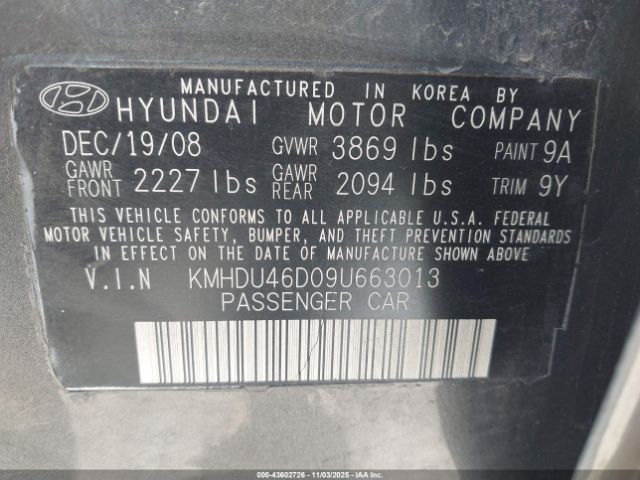 MANUFACTURED IN KOREA BY
HYUNDAI MOTOR COMPANY
DEC/19/08 GVWR 3869 lbs PAINT 9A
GAWR FRONT 2227 lbs GAWR REAR 2094 lbs TRIM 9Y
THIS VEHICLE CONFORMS TO ALL APPLICABLE U.S.A. FEDERAL
MOTOR VEHICLE SAFETY, BUMPER, AND THEFT PREVENTION STANDARDS
IN EFFECT ON THE DATE OF MANUFACTURE SHOWN ABOVE
V.I.N KMHDU46D09U663013
PASSENGER CAR
000-43602726 - 11/03/2025 - IAAI.COM